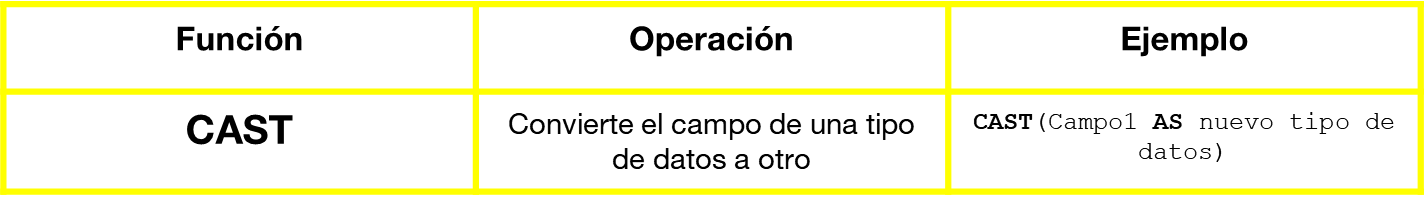 Función
Operación
Ejemplo
CAST
Convierte el campo de una tipo
de datos a otro
CAST(Campo1 AS nuevo tipo de
datos)